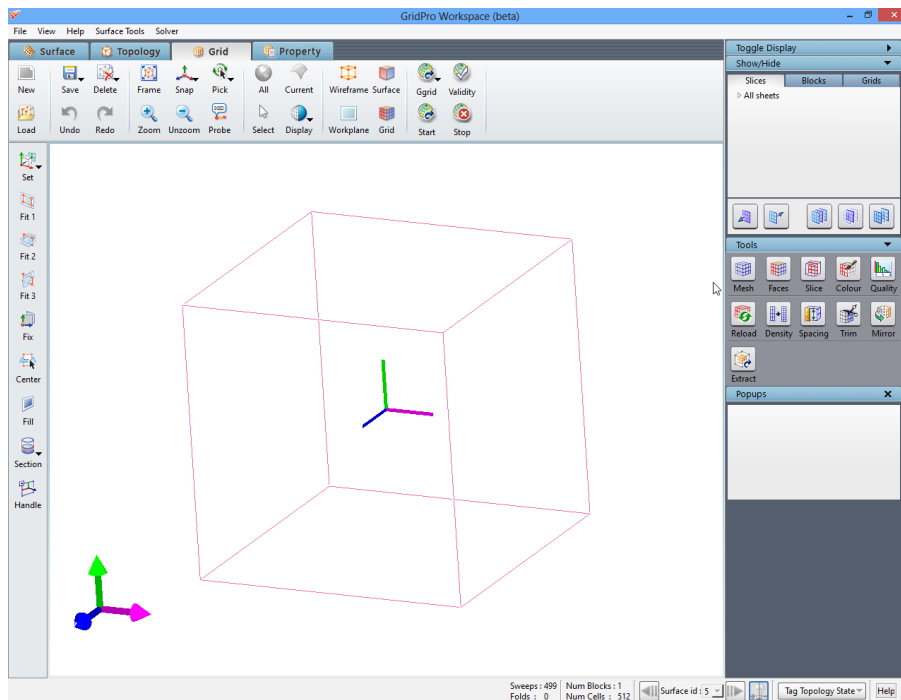 GridPro Workspace (beta)
File View Help Surface Tools Solver
Surface Topology Grid Property
New Save Delete Frame Snap Pick All Current Wireframe Surface Ggrid Validity
Load Undo Redo Zoom Unzoom Probe Select Display Workplane Grid Start Stop
Set
Fit 1
Fit 2
Fit 3
Fix
Center
Fill
Section
Handle
Toggle Display
Show/Hide
Slices Blocks Grids
All sheets
Tools
Mesh Faces Slice Colour Quality
Reload Density Spacing Trim Mirror
Extract
Popups
Sweeps : 499 Num Blocks : 1
Folds : 0 Num Cells : 512
Surface id : 5
Tag Topology State
Help